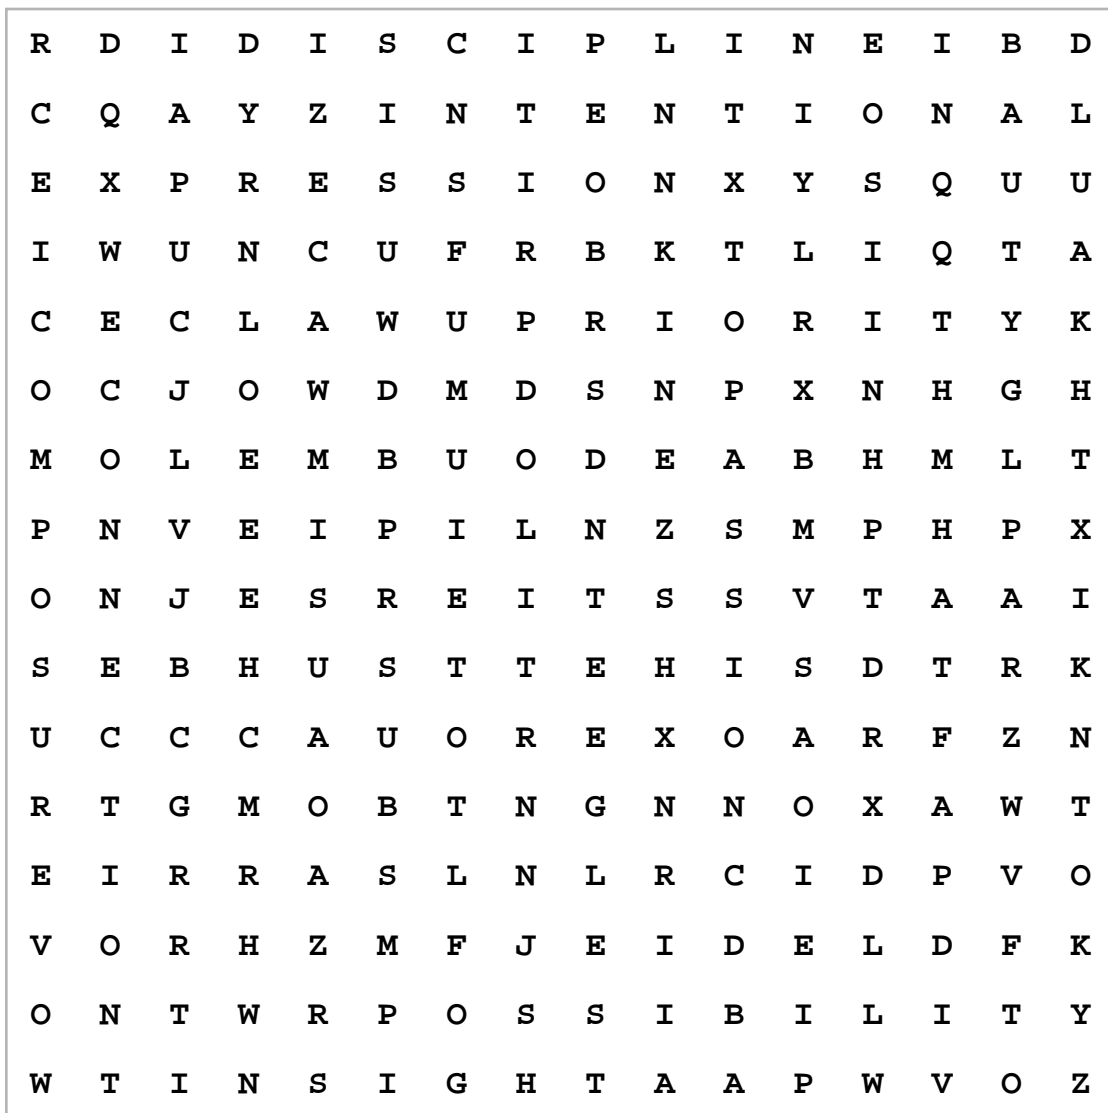 R D I D I S C I P L I N E I B D
C Q A Y Z I N T E N T I O N A L
E X P R E S S I O N X Y S Q U U
I W U N C U F R B K T L I Q T A
C E C L A W U P R I O R I T Y K
O C J O W D M D S N P X N H G H
M O L E M B U O D E A B H M L T
P N V E I P I L N Z S M P H P X
O N J E S R E I T S S V T A A I
S E B H U S T T E H I S D T R K
U C C C A U O R E X O A R F Z N
R T G M O B T N G N N O X A W T
E I R R A S L N L R C I D P V O
V O R H Z M F J E I D E L D F K
O N T W R P O S S I B I L I T Y
W T I N S I G H T A A P W V O Z